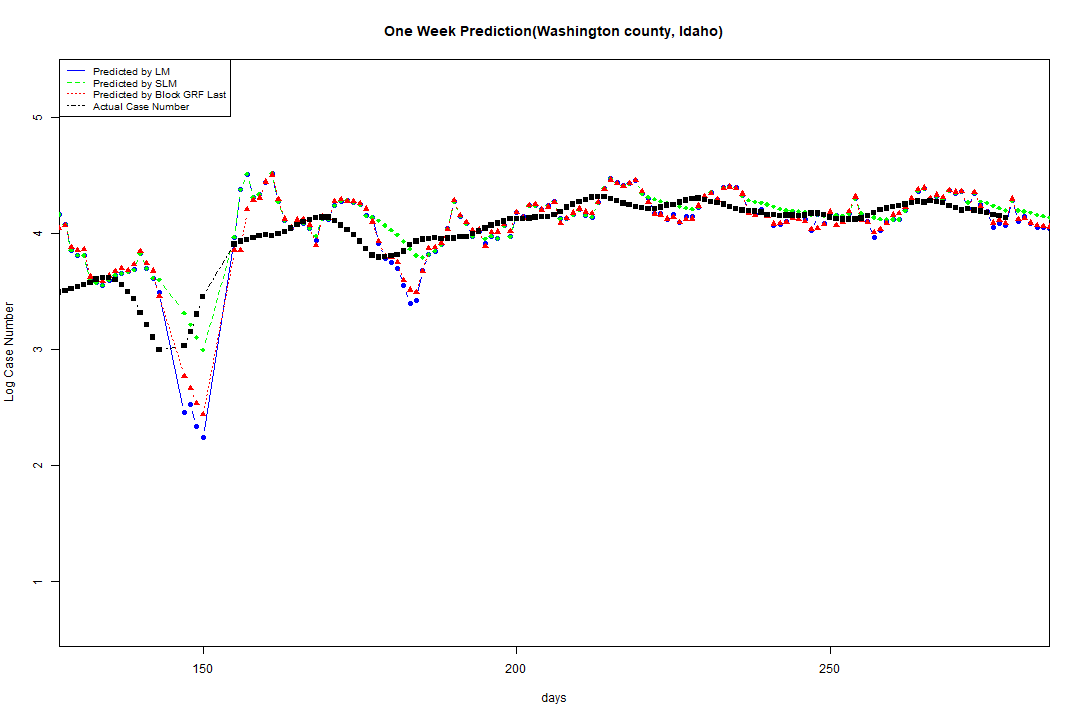 One Week Prediction(Washington county, Idaho)
Predicted by LM
Predicted by SLM
Predicted by Block GRF Last
Actual Case Number
5
4
3
2
1
Log Case Number
150
200
250
days